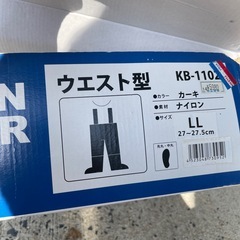 N
R
ウエスト型
KB-1102
●カラー カーキ
●素材 ナイロン
●サイズ LL
27〜27.5cm